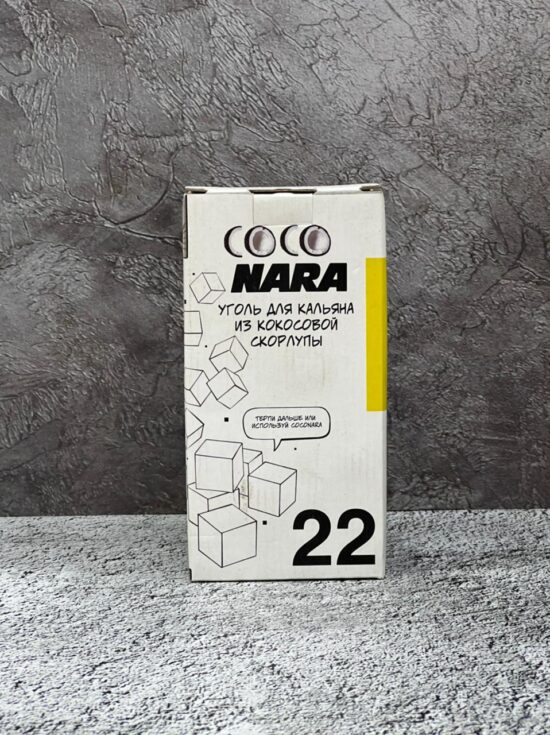 COCO
NARA
УГОЛЬ ДЛЯ КАЛЬЯНА
ИЗ КОКОСОВОЙ
СКОРЛУПЫ
ТЕРПИ ДАЛЬШЕ ИЛИ
ИСПОЛЬЗУЙ COCONARA
22